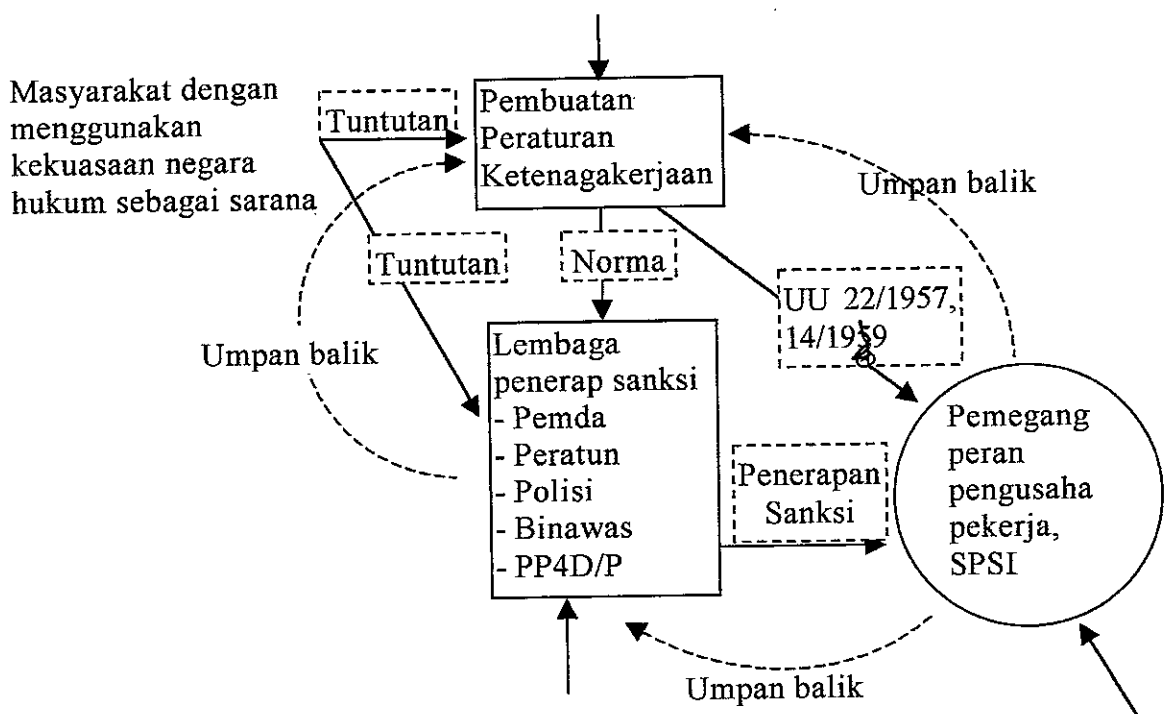 Masyarakat dengan
menggunakan
kekuasaan negara
hukum sebagai sarana
Tuntutan
Pembuatan
Peraturan
Ketenagakerjaan
Umpan balik
Tuntutan
Norma
UU 22/1957,
14/1959
Umpan balik
Lembaga
penerap sanksi
- Pemda
- Peratun
- Polisi
- Binawas
- PP4D/P
Penerapan
Sanksi
Pemegang
peran
pengusaha
pekerja,
SPSI
Umpan balik